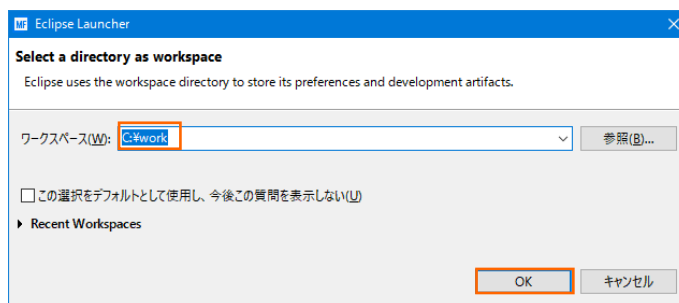 MF Eclipse Launcher
Select a directory as workspace
Eclipse uses the workspace directory to store its preferences and development artifacts.
ワークスペース(W): C:¥work 参照(B)...
この選択をデフォルトとして使用し、今後この質問を表示しない(U)
Recent Workspaces
OK キャンセル